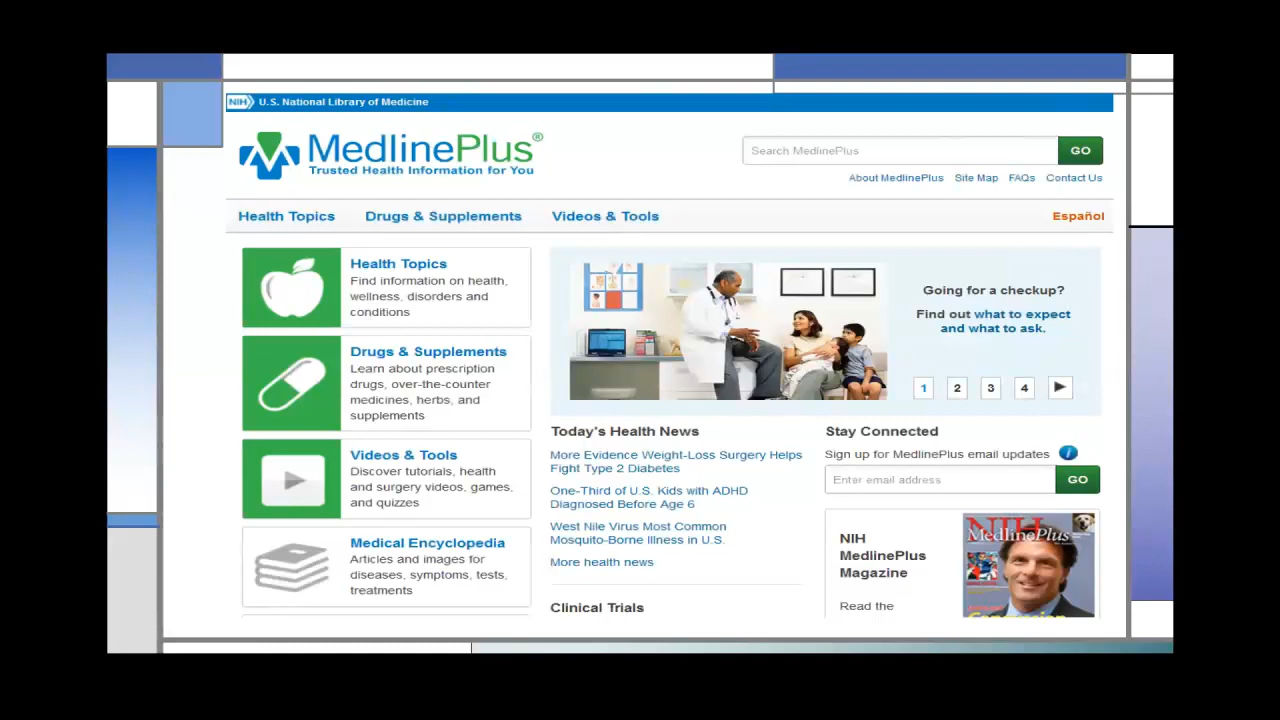 NIH U.S. National Library of Medicine
MedlinePlus®
Trusted Health Information for You
Search MedlinePlus
GO
About MedlinePlus Site Map FAQs Contact Us
Health Topics Drugs & Supplements Videos & Tools Español
Health Topics
Find information on health,
wellness, disorders and
conditions
Drugs & Supplements
Learn about prescription
drugs, over-the-counter
medicines, herbs, and
supplements
Videos & Tools
Discover tutorials, health
and surgery videos, games,
and quizzes
Medical Encyclopedia
Articles and images for
diseases, symptoms, tests,
treatments
Going for a checkup?
Find out what to expect
and what to ask.
1 2 3 4
Today's Health News
More Evidence Weight-Loss Surgery Helps
Fight Type 2 Diabetes
One-Third of U.S. Kids with ADHD
Diagnosed Before Age 6
West Nile Virus Most Common
Mosquito-Borne Illness in U.S.
More health news
Clinical Trials
Stay Connected
Sign up for MedlinePlus email updates i
Enter email address
GO
NIH
MedlinePlus
Magazine
Read the
NIH
MedlinePlus